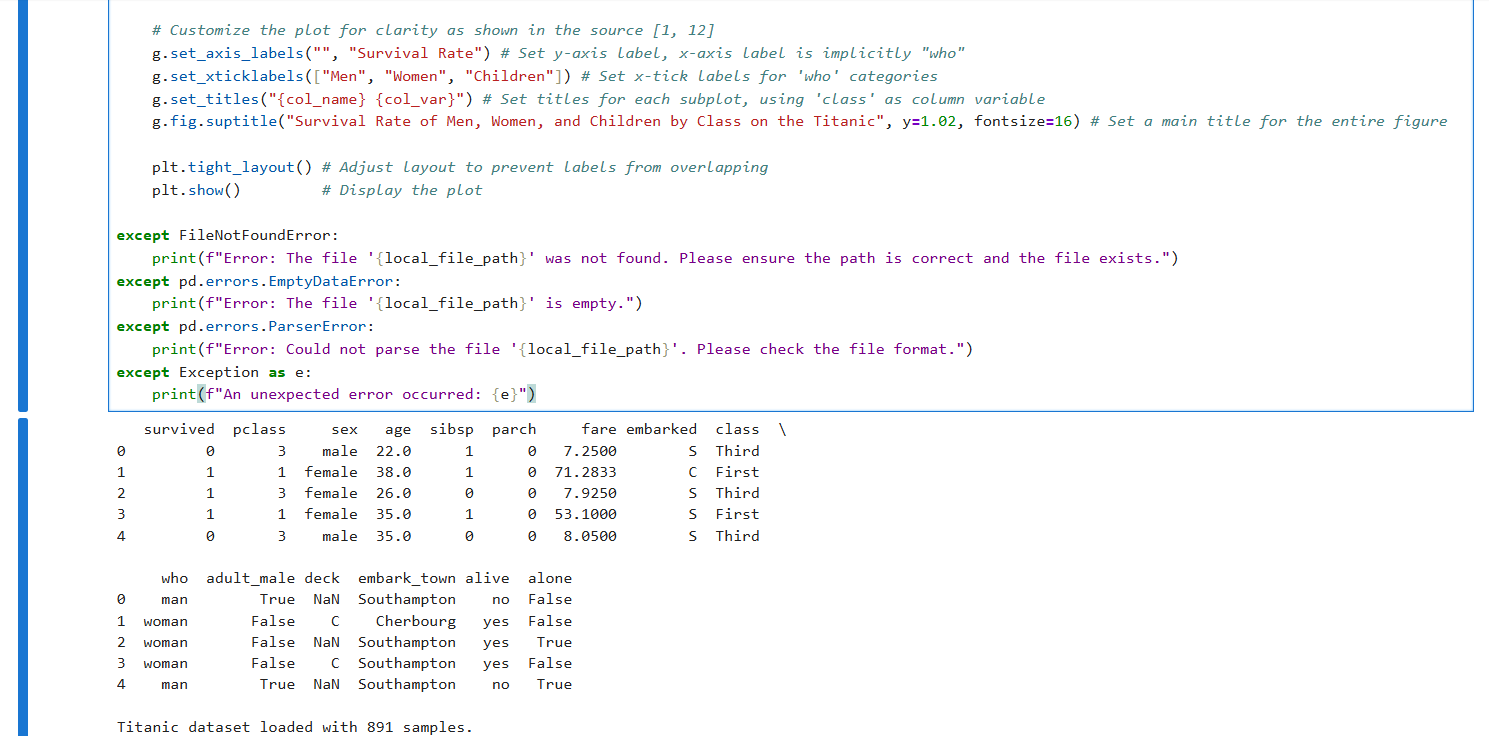 # Customize the plot for clarity as shown in the source [1, 12]
g.set_axis_labels("", "Survival Rate") # Set y-axis label, x-axis label is implicitly "who"
g.set_xticklabels(["Men", "Women", "Children"]) # Set x-tick labels for 'who' categories
g.set_titles("{col_name} {col_var}") # Set titles for each subplot, using 'class' as column variable
g.fig.suptitle("Survival Rate of Men, Women, and Children by Class on the Titanic", y=1.02, fontsize=16) # Set a main title for the entire figure
plt.tight_layout() # Adjust layout to prevent labels from overlapping
plt.show() # Display the plot
except FileNotFoundError:
print(f"Error: The file '{local_file_path}' was not found. Please ensure the path is correct and the file exists.")
except pd.errors.EmptyDataError:
print(f"Error: The file '{local_file_path}' is empty.")
except pd.errors.ParserError:
print(f"Error: Could not parse the file '{local_file_path}'. Please check the file format.")
except Exception as e:
print(f"An unexpected error occurred: {e}")
survived pclass sex age sibsp parch fare embarked class \
0 0 3 male 22.0 1 0 7.2500 S Third
1 1 1 female 38.0 1 0 71.2833 C First
2 1 3 female 26.0 0 0 7.9250 S Third
3 1 1 female 35.0 1 0 53.1000 S First
4 0 3 male 35.0 0 0 8.0500 S Third
who adult_male deck embark_town alive alone
0 man True NaN Southampton no False
1 woman False C Cherbourg yes False
2 woman False NaN Southampton yes True
3 woman False C Southampton yes False
4 man True NaN Southampton no True
Titanic dataset loaded with 891 samples.